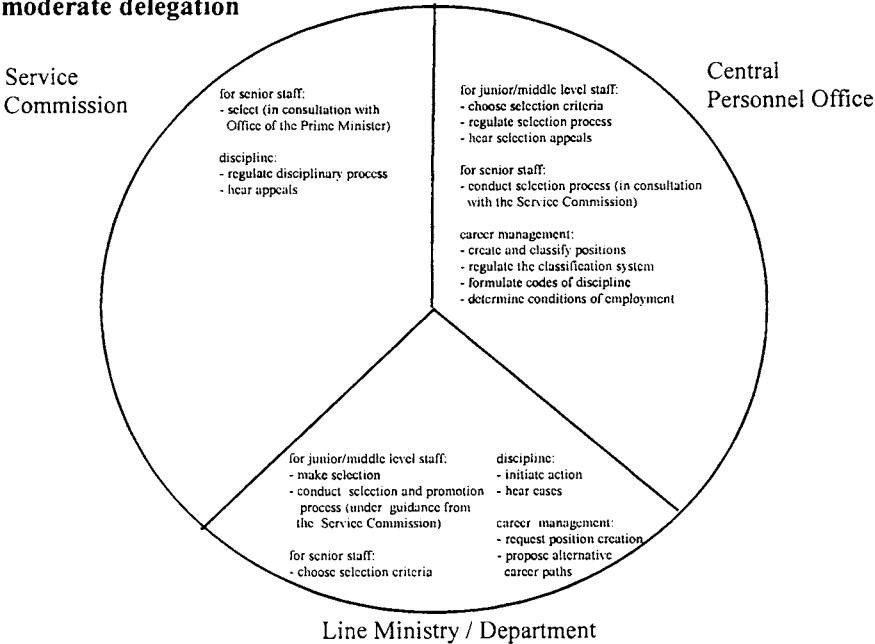 moderate delegation
Service
Commission
for senior staff:
- select (in consultation with
Office of the Prime Minister)
discipline:
- regulate disciplinary process
- hear appeals
Central
Personnel Office
for junior/middle level staff:
- choose selection criteria
- regulate selection process
- hear selection appeals
for senior staff:
- conduct selection process (in consultation
with the Service Commission)
career management:
- create and classify positions
- regulate the classification system
- formulate codes of discipline
- determine conditions of employment
for junior/middle level staff:
- make selection
- conduct selection and promotion
process (under guidance from
the Service Commission)
for senior staff:
- choose selection criteria
discipline:
- initiate action
- hear cases
career management:
- request position creation
- propose alternative
career paths
Line Ministry / Department